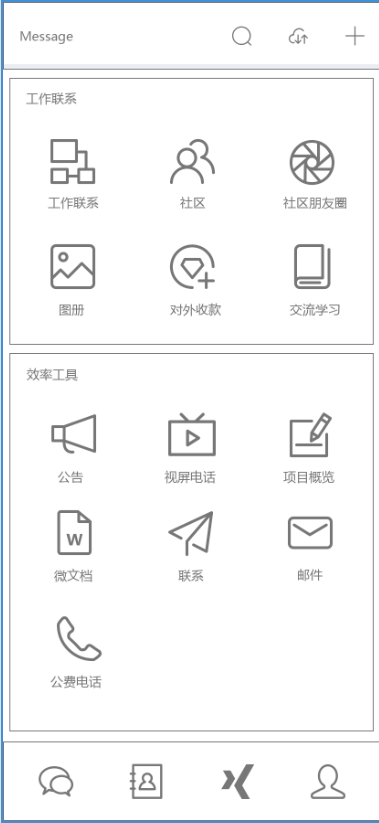 Message
工作联系
工作联系 社区 社区朋友圈
图册 对外收款 交流学习
效率工具
公告 视屏电话 项目概览
W
微文档 联系 邮件
公费电话